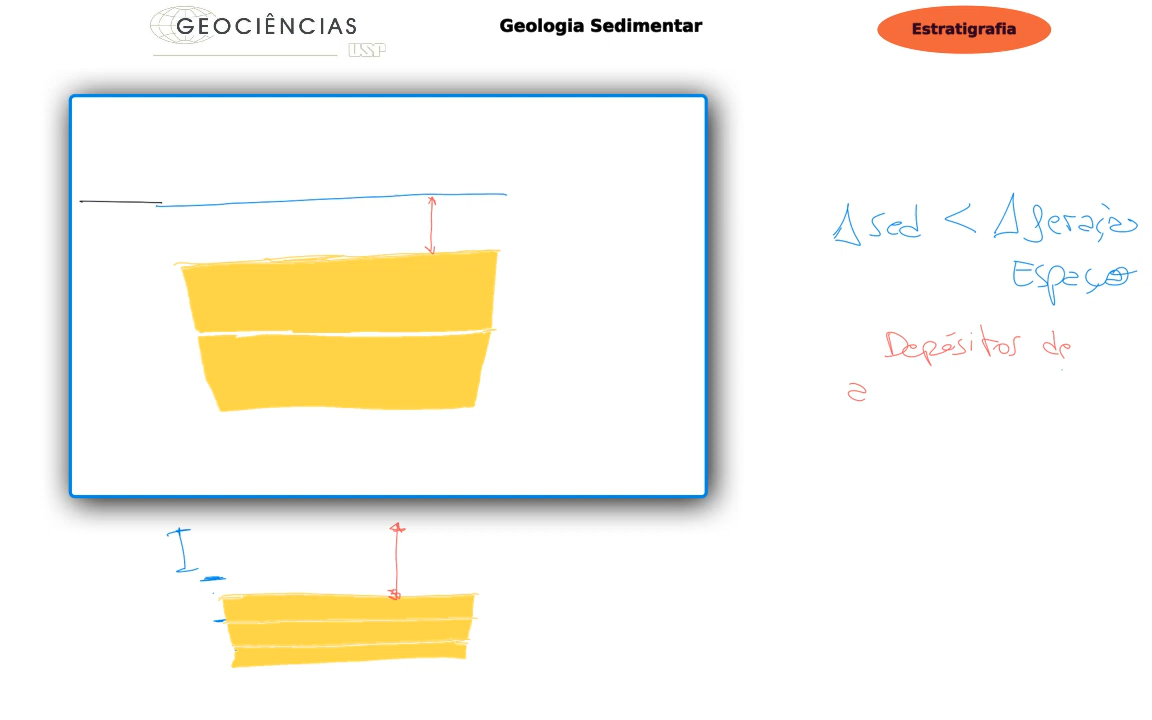 GEOCIÊNCIAS
USP
Geologia Sedimentar
Estratigrafia
Δ sed < Δ geração
Espaço
Depósitos de
a